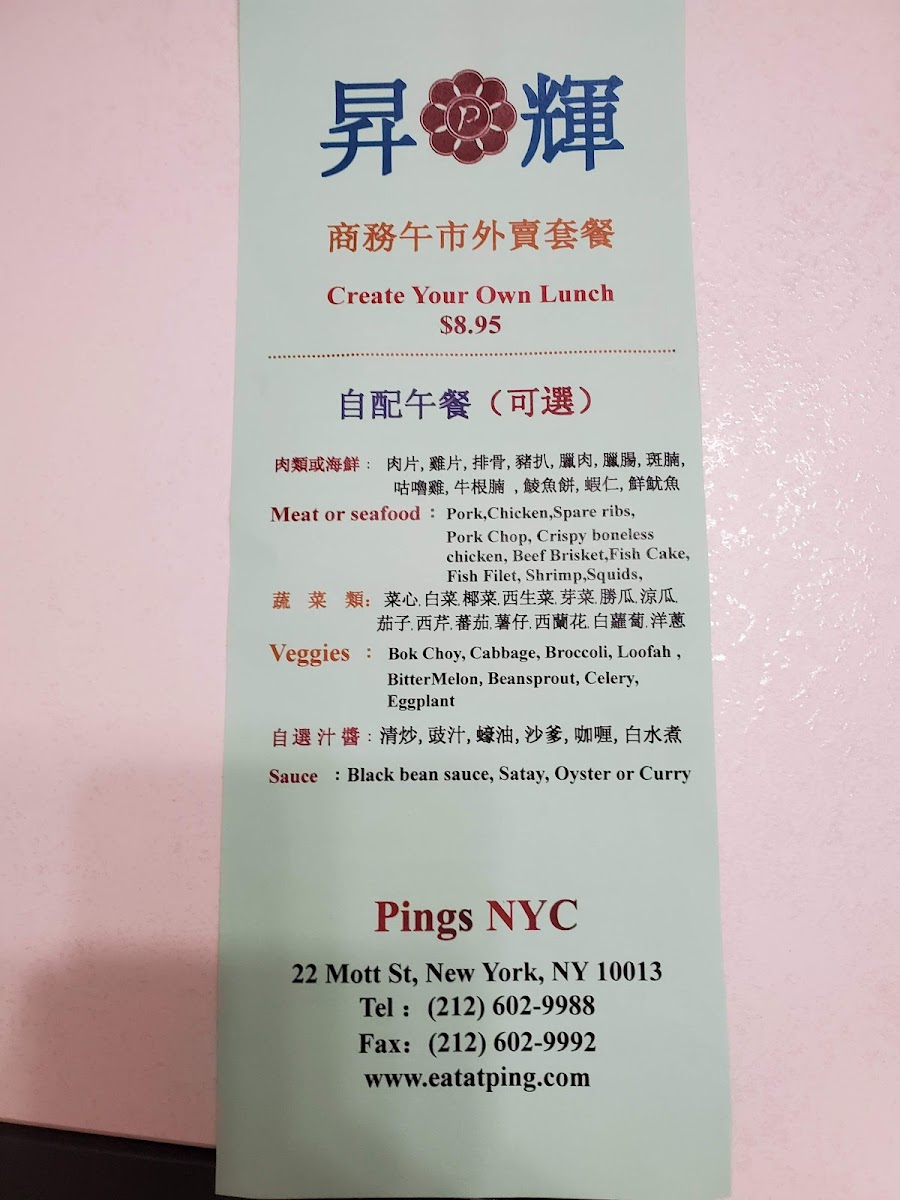 昇 P 輝
商務午市外賣套餐
Create Your Own Lunch
$8.95
自配午餐（可選）
肉類或海鮮： 肉片, 雞片, 排骨, 豬扒, 臘肉, 臘腸, 斑腩,
咕嚕雞, 牛根腩 , 鯪魚餅, 蝦仁, 鮮魷魚
Meat or seafood： Pork,Chicken,Spare ribs,
Pork Chop, Crispy boneless
chicken, Beef Brisket,Fish Cake,
Fish Filet, Shrimp,Squids,
蔬 菜 類： 菜心, 白菜, 椰菜, 西生菜, 芽菜, 勝瓜, 涼瓜,
茄子, 西芹, 蕃茄, 薯仔, 西蘭花, 白蘿蔔, 洋蔥
Veggies ： Bok Choy, Cabbage, Broccoli, Loofah ,
BitterMelon, Beansprout, Celery,
Eggplant
自選汁醬：清炒, 豉汁, 蠔油, 沙爹, 咖喱, 白水煮
Sauce ：Black bean sauce, Satay, Oyster or Curry
Pings NYC
22 Mott St, New York, NY 10013
Tel： (212) 602-9988
Fax： (212) 602-9992
www.eatatping.com